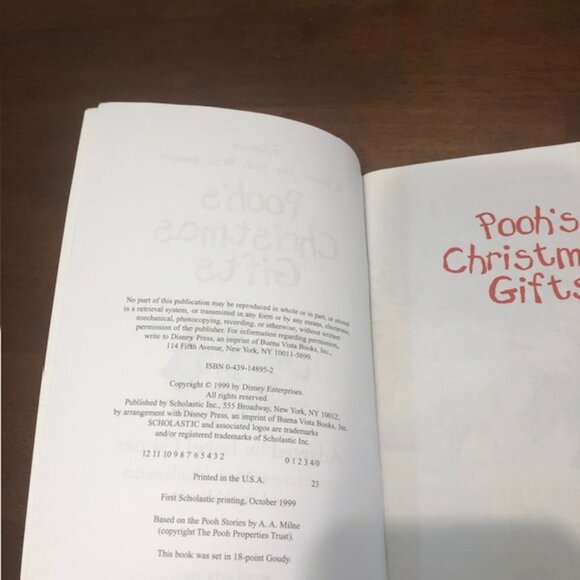 No part of this publication may be reproduced in whole or in part, or stored
in a retrieval system, or transmitted in any form or by any means, electronic,
mechanical, photocopying, recording, or otherwise, without written
permission of the publisher. For information regarding permission,
write to Disney Press, an imprint of Buena Vista Books, Inc.,
114 Fifth Avenue, New York, NY 10011-5690.
ISBN 0-439-14895-2
Copyright © 1999 by Disney Enterprises.
All rights reserved.
Published by Scholastic Inc., 555 Broadway, New York, NY 10012,
by arrangement with Disney Press, an imprint of Buena Vista Books, Inc.
SCHOLASTIC and associated logos are trademarks
and/or registered trademarks of Scholastic Inc.
12 11 10 9 8 7 6 5 4 3 2 0 1 2 3 4/0
Printed in the U.S.A. 23
First Scholastic printing, October 1999
Based on the Pooh Stories by A. A. Milne
(copyright The Pooh Properties Trust).
This book was set in 18-point Goudy.
Pooh's
Christm
Gifts